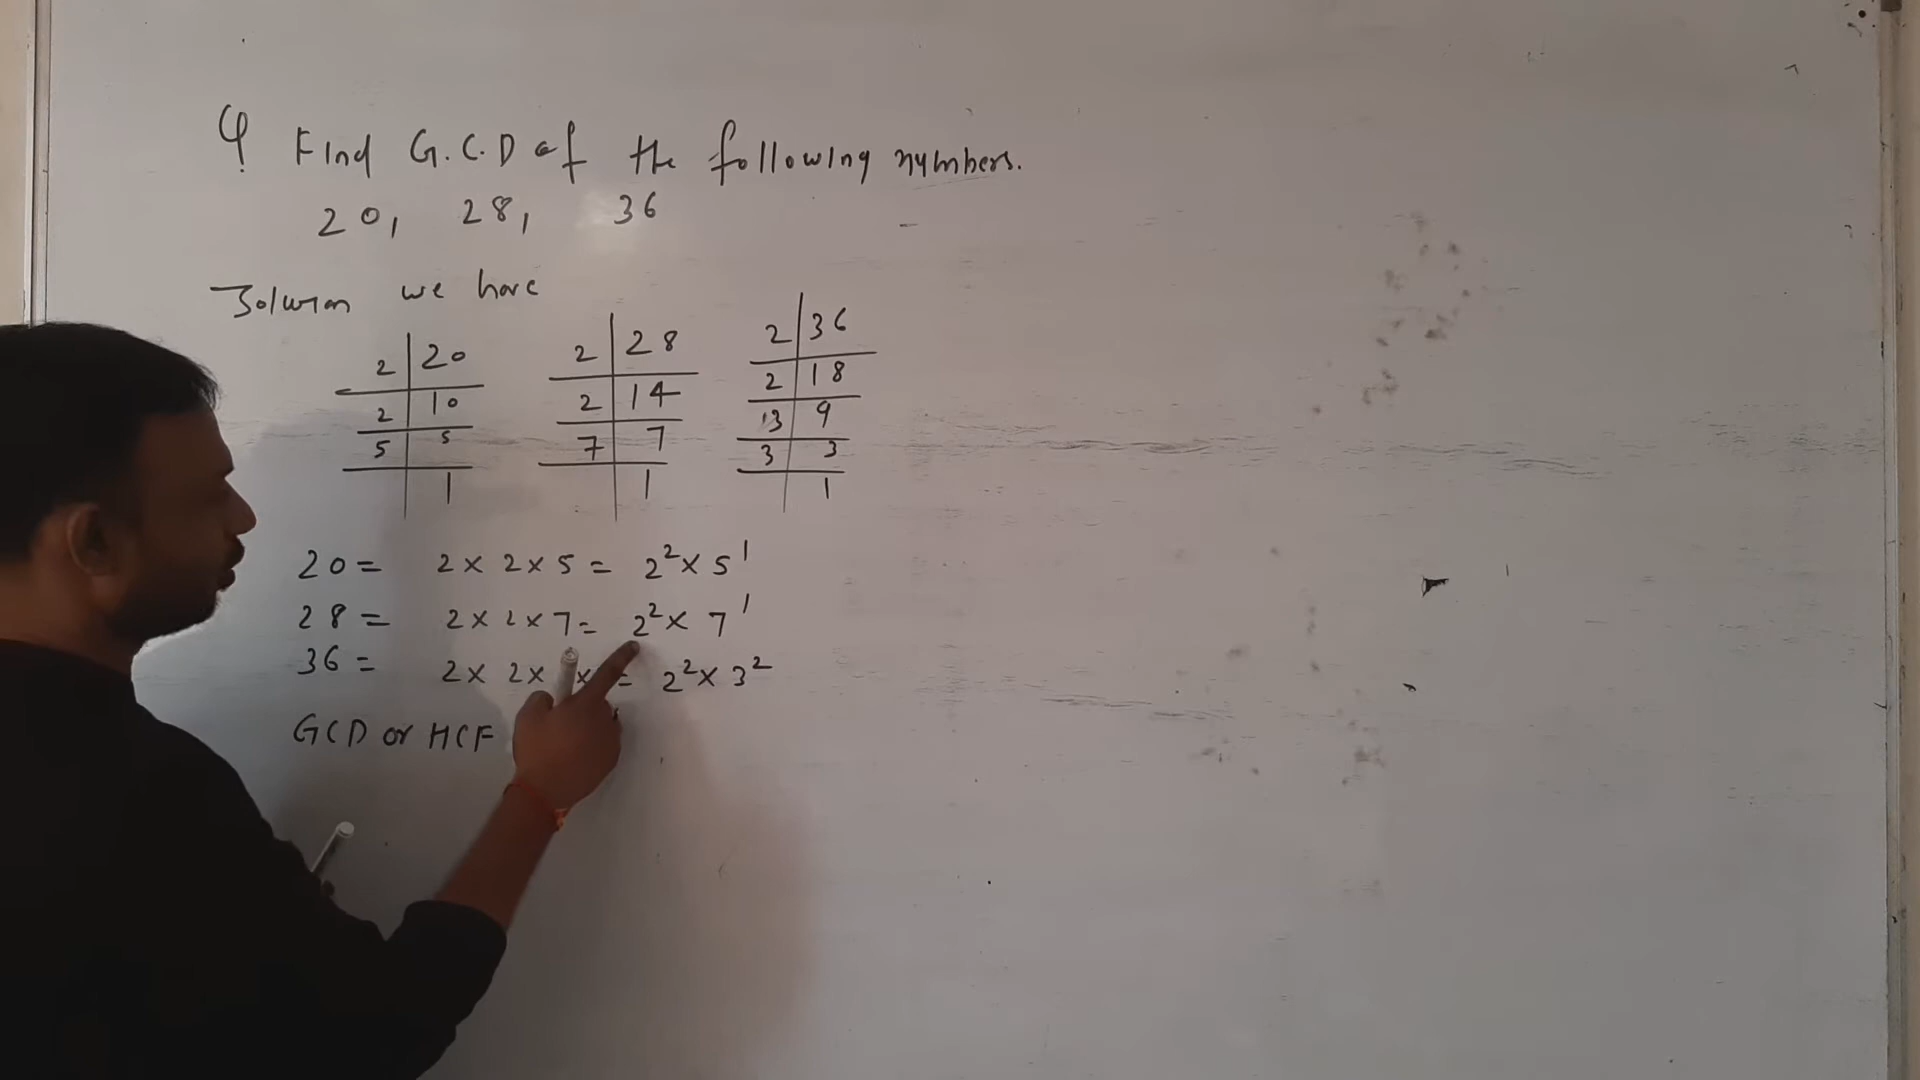 Q Find G.C.D of the following numbers.
20, 28, 36
Solution we have
2 20 2 28 2 36
2 10 2 14 2 18
5 5 7 7 3 9
1 1 3 3
1
20 = 2 x 2 x 5 = 2² x 5¹
28 = 2 x 2 x 7 = 2² x 7¹
36 = 2 x 2 x x = 2² x 3²
GCD or HCF